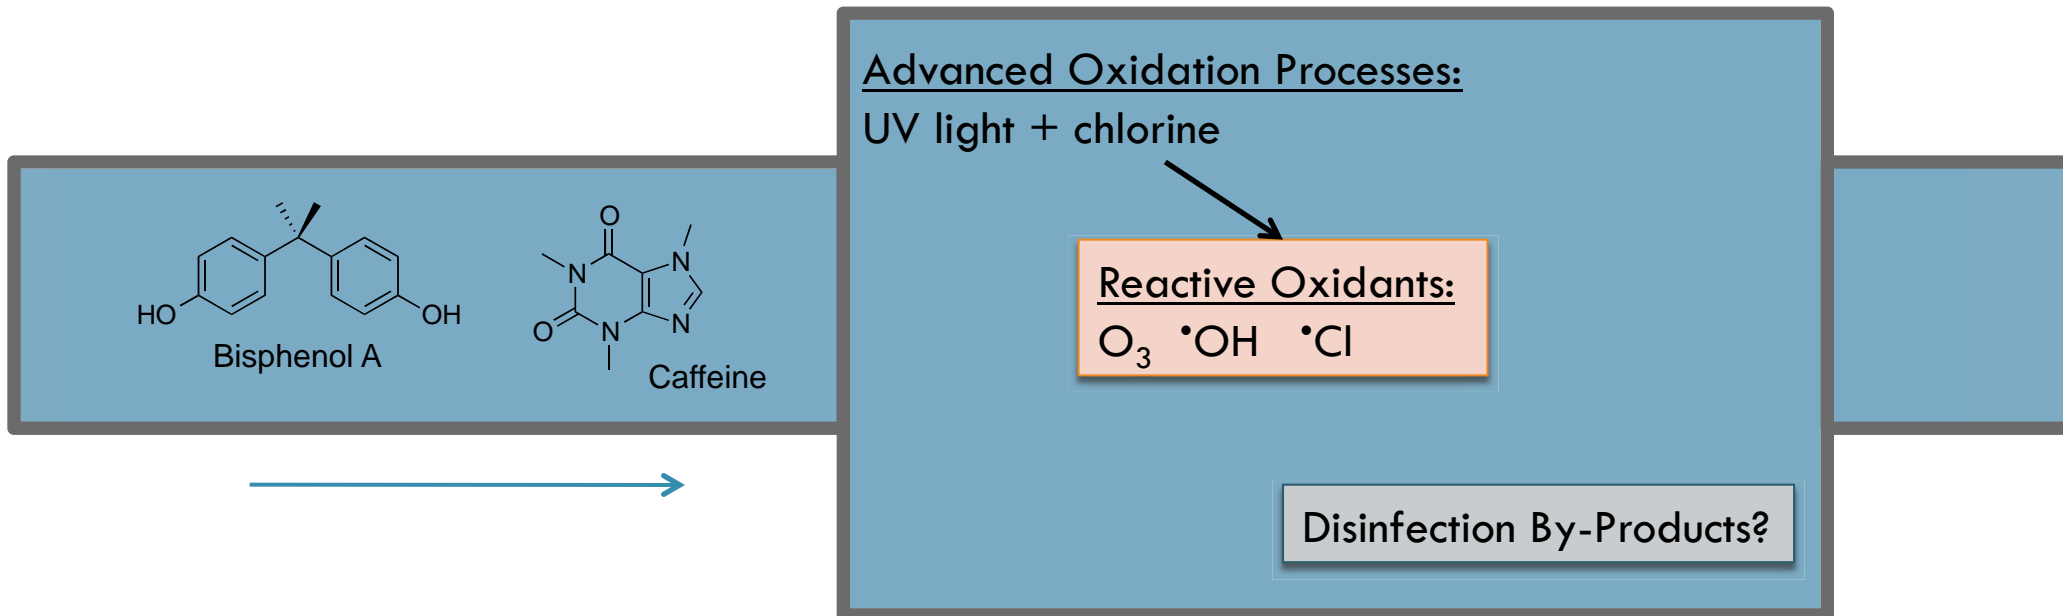 Advanced Oxidation Processes:
UV light + chlorine
O
N
N
O
N
N
HO
OH
Bisphenol A
Caffeine
Reactive Oxidants:
O₃ •OH •Cl
Disinfection By-Products?